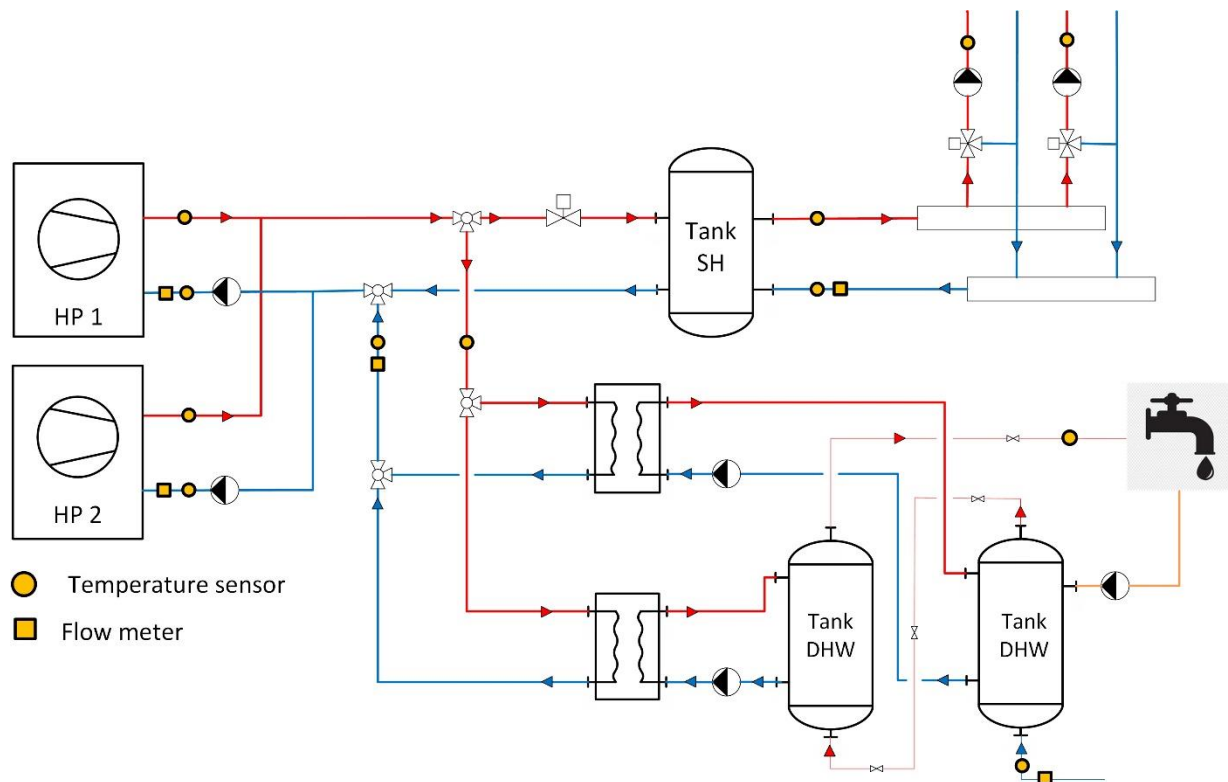 HP 1
Tank
SH
HP 2
Temperature sensor
Flow meter
Tank
DHW
Tank
DHW